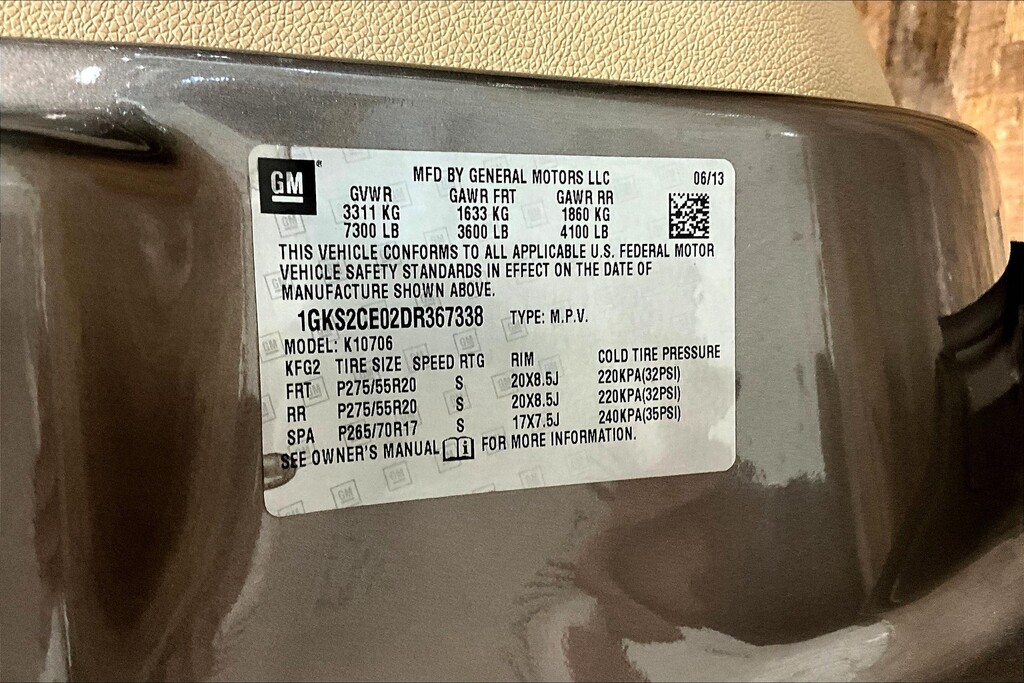 GM
MFD BY GENERAL MOTORS LLC 06/13
GVWR GAWR FRT GAWR RR
3311 KG 1633 KG 1860 KG
7300 LB 3600 LB 4100 LB
THIS VEHICLE CONFORMS TO ALL APPLICABLE U.S. FEDERAL MOTOR
VEHICLE SAFETY STANDARDS IN EFFECT ON THE DATE OF
MANUFACTURE SHOWN ABOVE.
1GKS2CE02DR367338 TYPE: M.P.V.
MODEL: K10706
KFG2 TIRE SIZE SPEED RTG RIM COLD TIRE PRESSURE
FRT P275/55R20 S 20X8.5J 220KPA(32PSI)
RR P275/55R20 S 20X8.5J 220KPA(32PSI)
SPA P265/70R17 S 17X7.5J 240KPA(35PSI)
SEE OWNER'S MANUAL i FOR MORE INFORMATION.